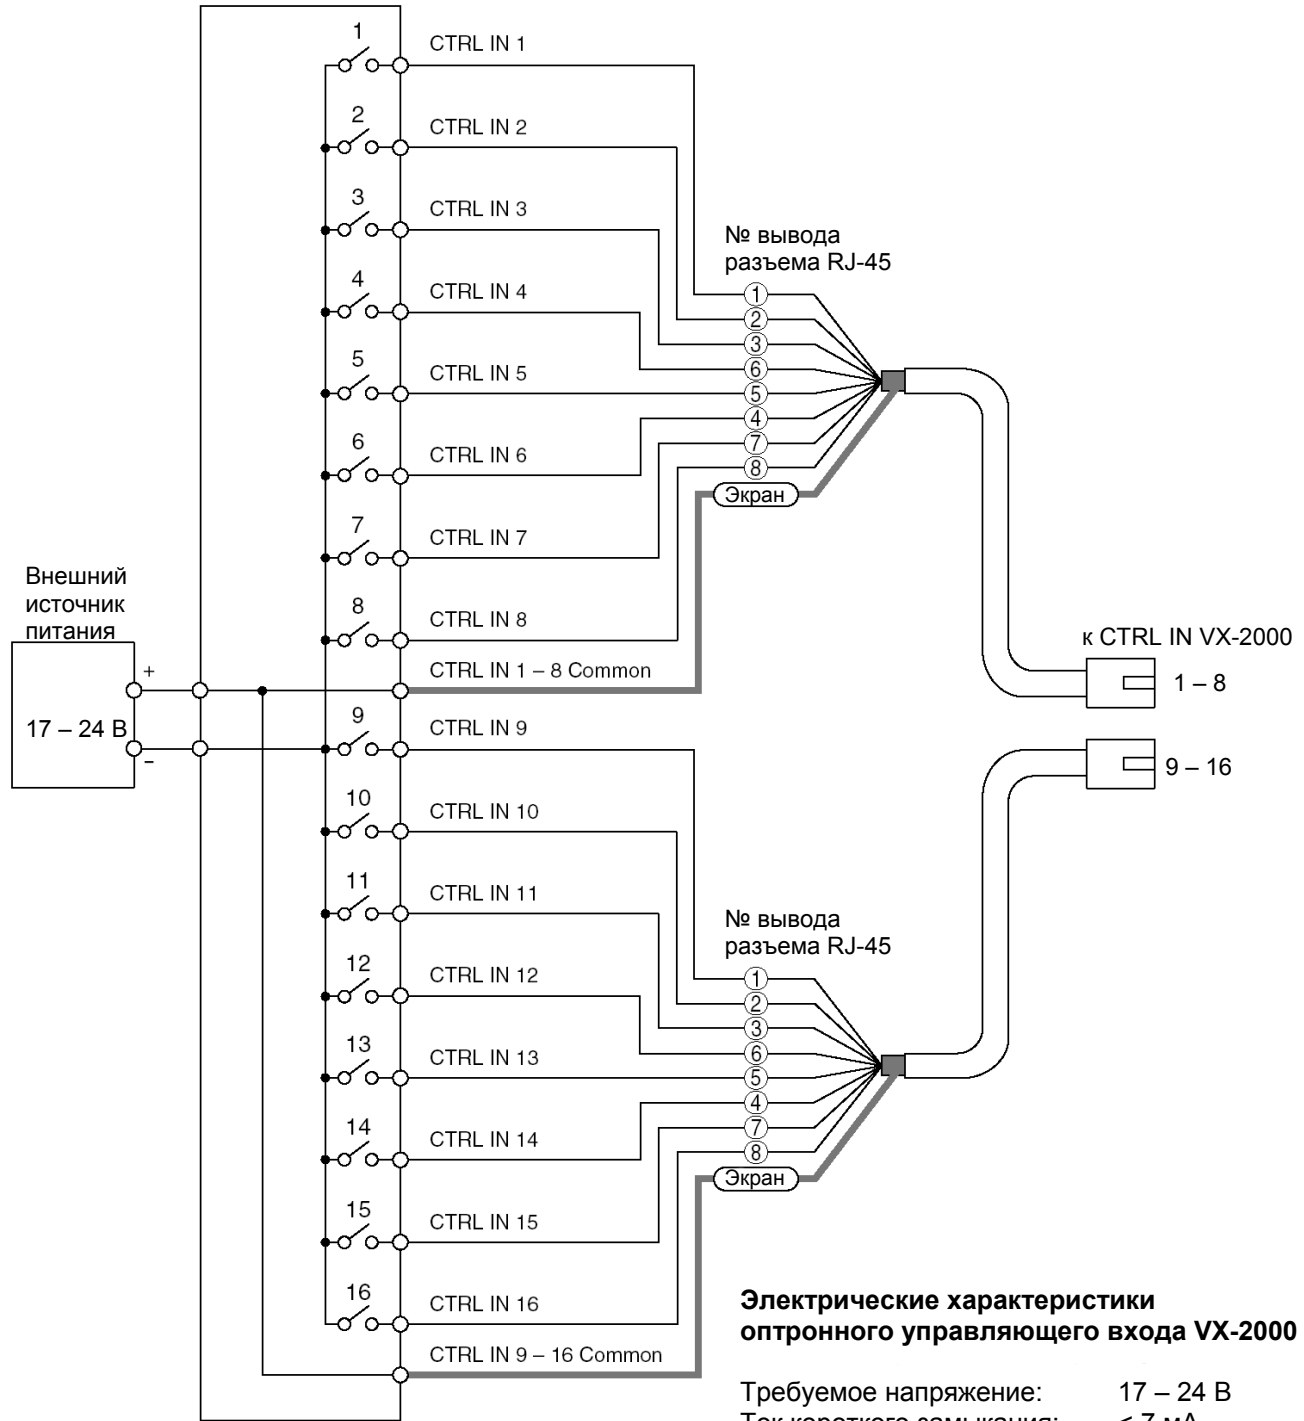 1
CTRL IN 1
2
CTRL IN 2
3
CTRL IN 3
4
CTRL IN 4
5
CTRL IN 5
6
CTRL IN 6
7
CTRL IN 7
8
CTRL IN 8
CTRL IN 1 – 8 Common
№ вывода
разъема RJ-45
1
2
3
6
5
4
7
8
Экран
Внешний
источник
питания
+
17 – 24 В
–
к CTRL IN VX-2000
1 – 8
9 – 16
9
CTRL IN 9
10
CTRL IN 10
11
CTRL IN 11
12
CTRL IN 12
13
CTRL IN 13
14
CTRL IN 14
15
CTRL IN 15
16
CTRL IN 16
CTRL IN 9 – 16 Common
№ вывода
разъема RJ-45
1
2
3
6
5
4
7
8
Экран
Электрические характеристики
оптронного управляющего входа VX-2000
Требуемое напряжение: 17 – 24 В
Ток короткого замыкания: < 7 мА